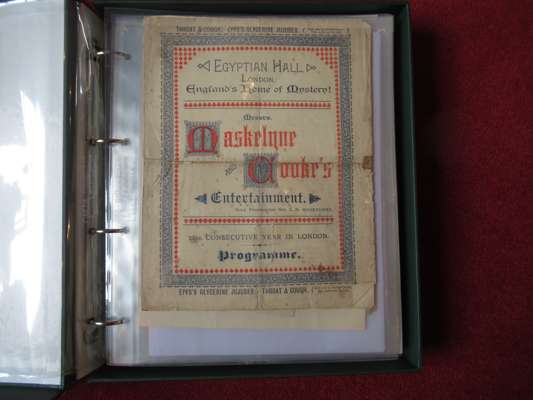 THROAT & COUGH. EPPS'S GLYCERINE JUJUBES.
EGYPTIAN HALL
LONDON.
England's Home of Mystery!
Messrs.
Maskelyne
AND
Cooke's
Entertainment.
CONSECUTIVE YEAR IN LONDON.
Programme.
EPPS'S GLYCERINE JUJUBES. THROAT & COUGH.